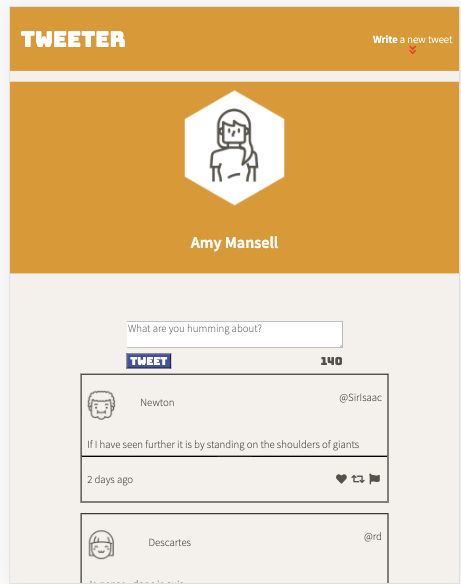 TWEETER
Write a new tweet
Amy Mansell
What are you humming about?
TWEET 140
Newton @SirIsaac
If I have seen further it is by standing on the shoulders of giants
2 days ago
Descartes @rd